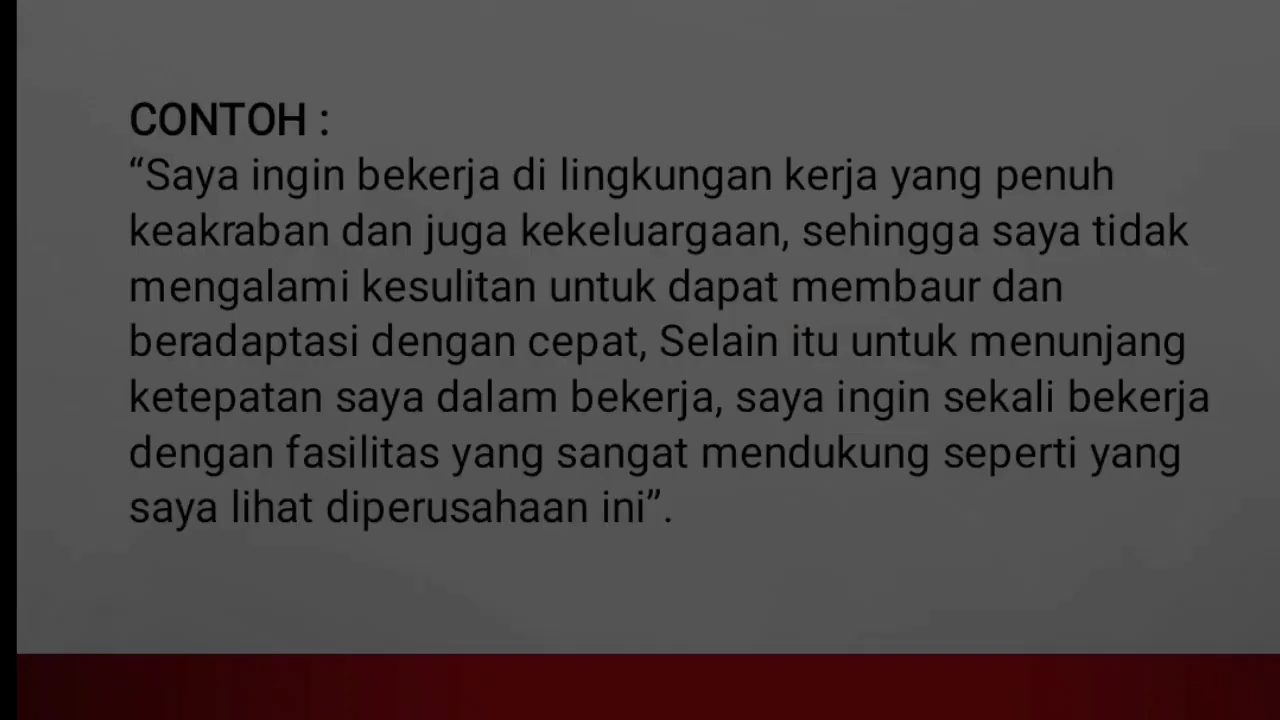 CONTOH :
“Saya ingin bekerja di lingkungan kerja yang penuh
keakraban dan juga kekeluargaan, sehingga saya tidak
mengalami kesulitan untuk dapat membaur dan
beradaptasi dengan cepat, Selain itu untuk menunjang
ketepatan saya dalam bekerja, saya ingin sekali bekerja
dengan fasilitas yang sangat mendukung seperti yang
saya lihat diperusahaan ini”.